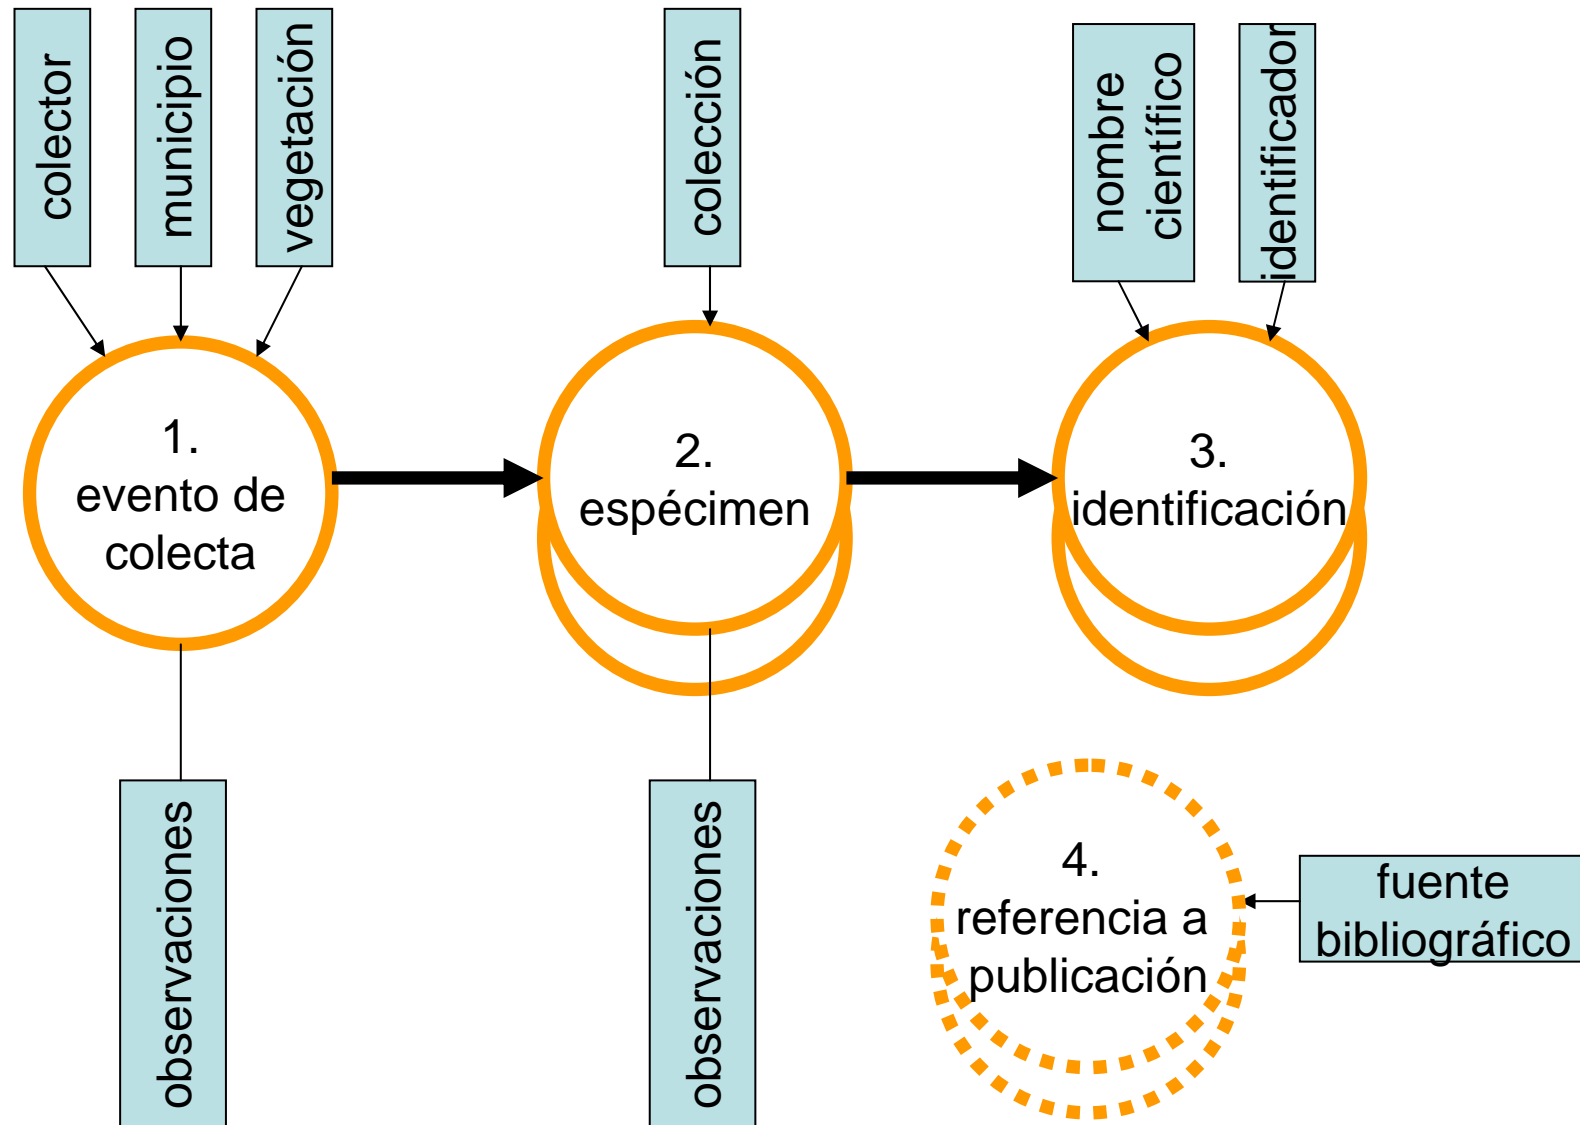 colector
municipio
vegetación
colección
nombre
científico
identificador
1.
evento de
colecta
2.
espécimen
3.
identificación
observaciones
observaciones
4.
referencia a
publicación
fuente
bibliográfico